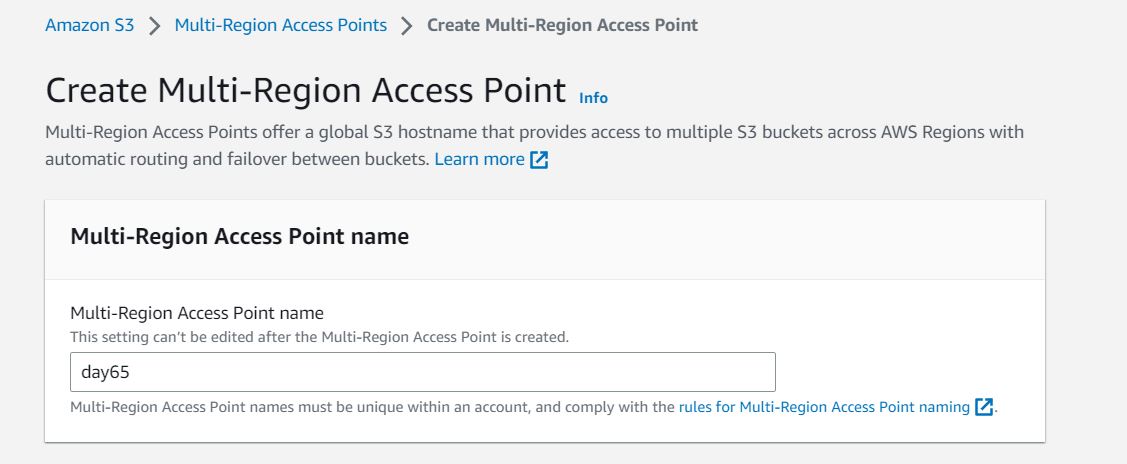 Amazon S3 > Multi-Region Access Points > Create Multi-Region Access Point
Create Multi-Region Access Point Info
Multi-Region Access Points offer a global S3 hostname that provides access to multiple S3 buckets across AWS Regions with
automatic routing and failover between buckets. Learn more
Multi-Region Access Point name
Multi-Region Access Point name
This setting can't be edited after the Multi-Region Access Point is created.
day65
Multi-Region Access Point names must be unique within an account, and comply with the rules for Multi-Region Access Point naming.